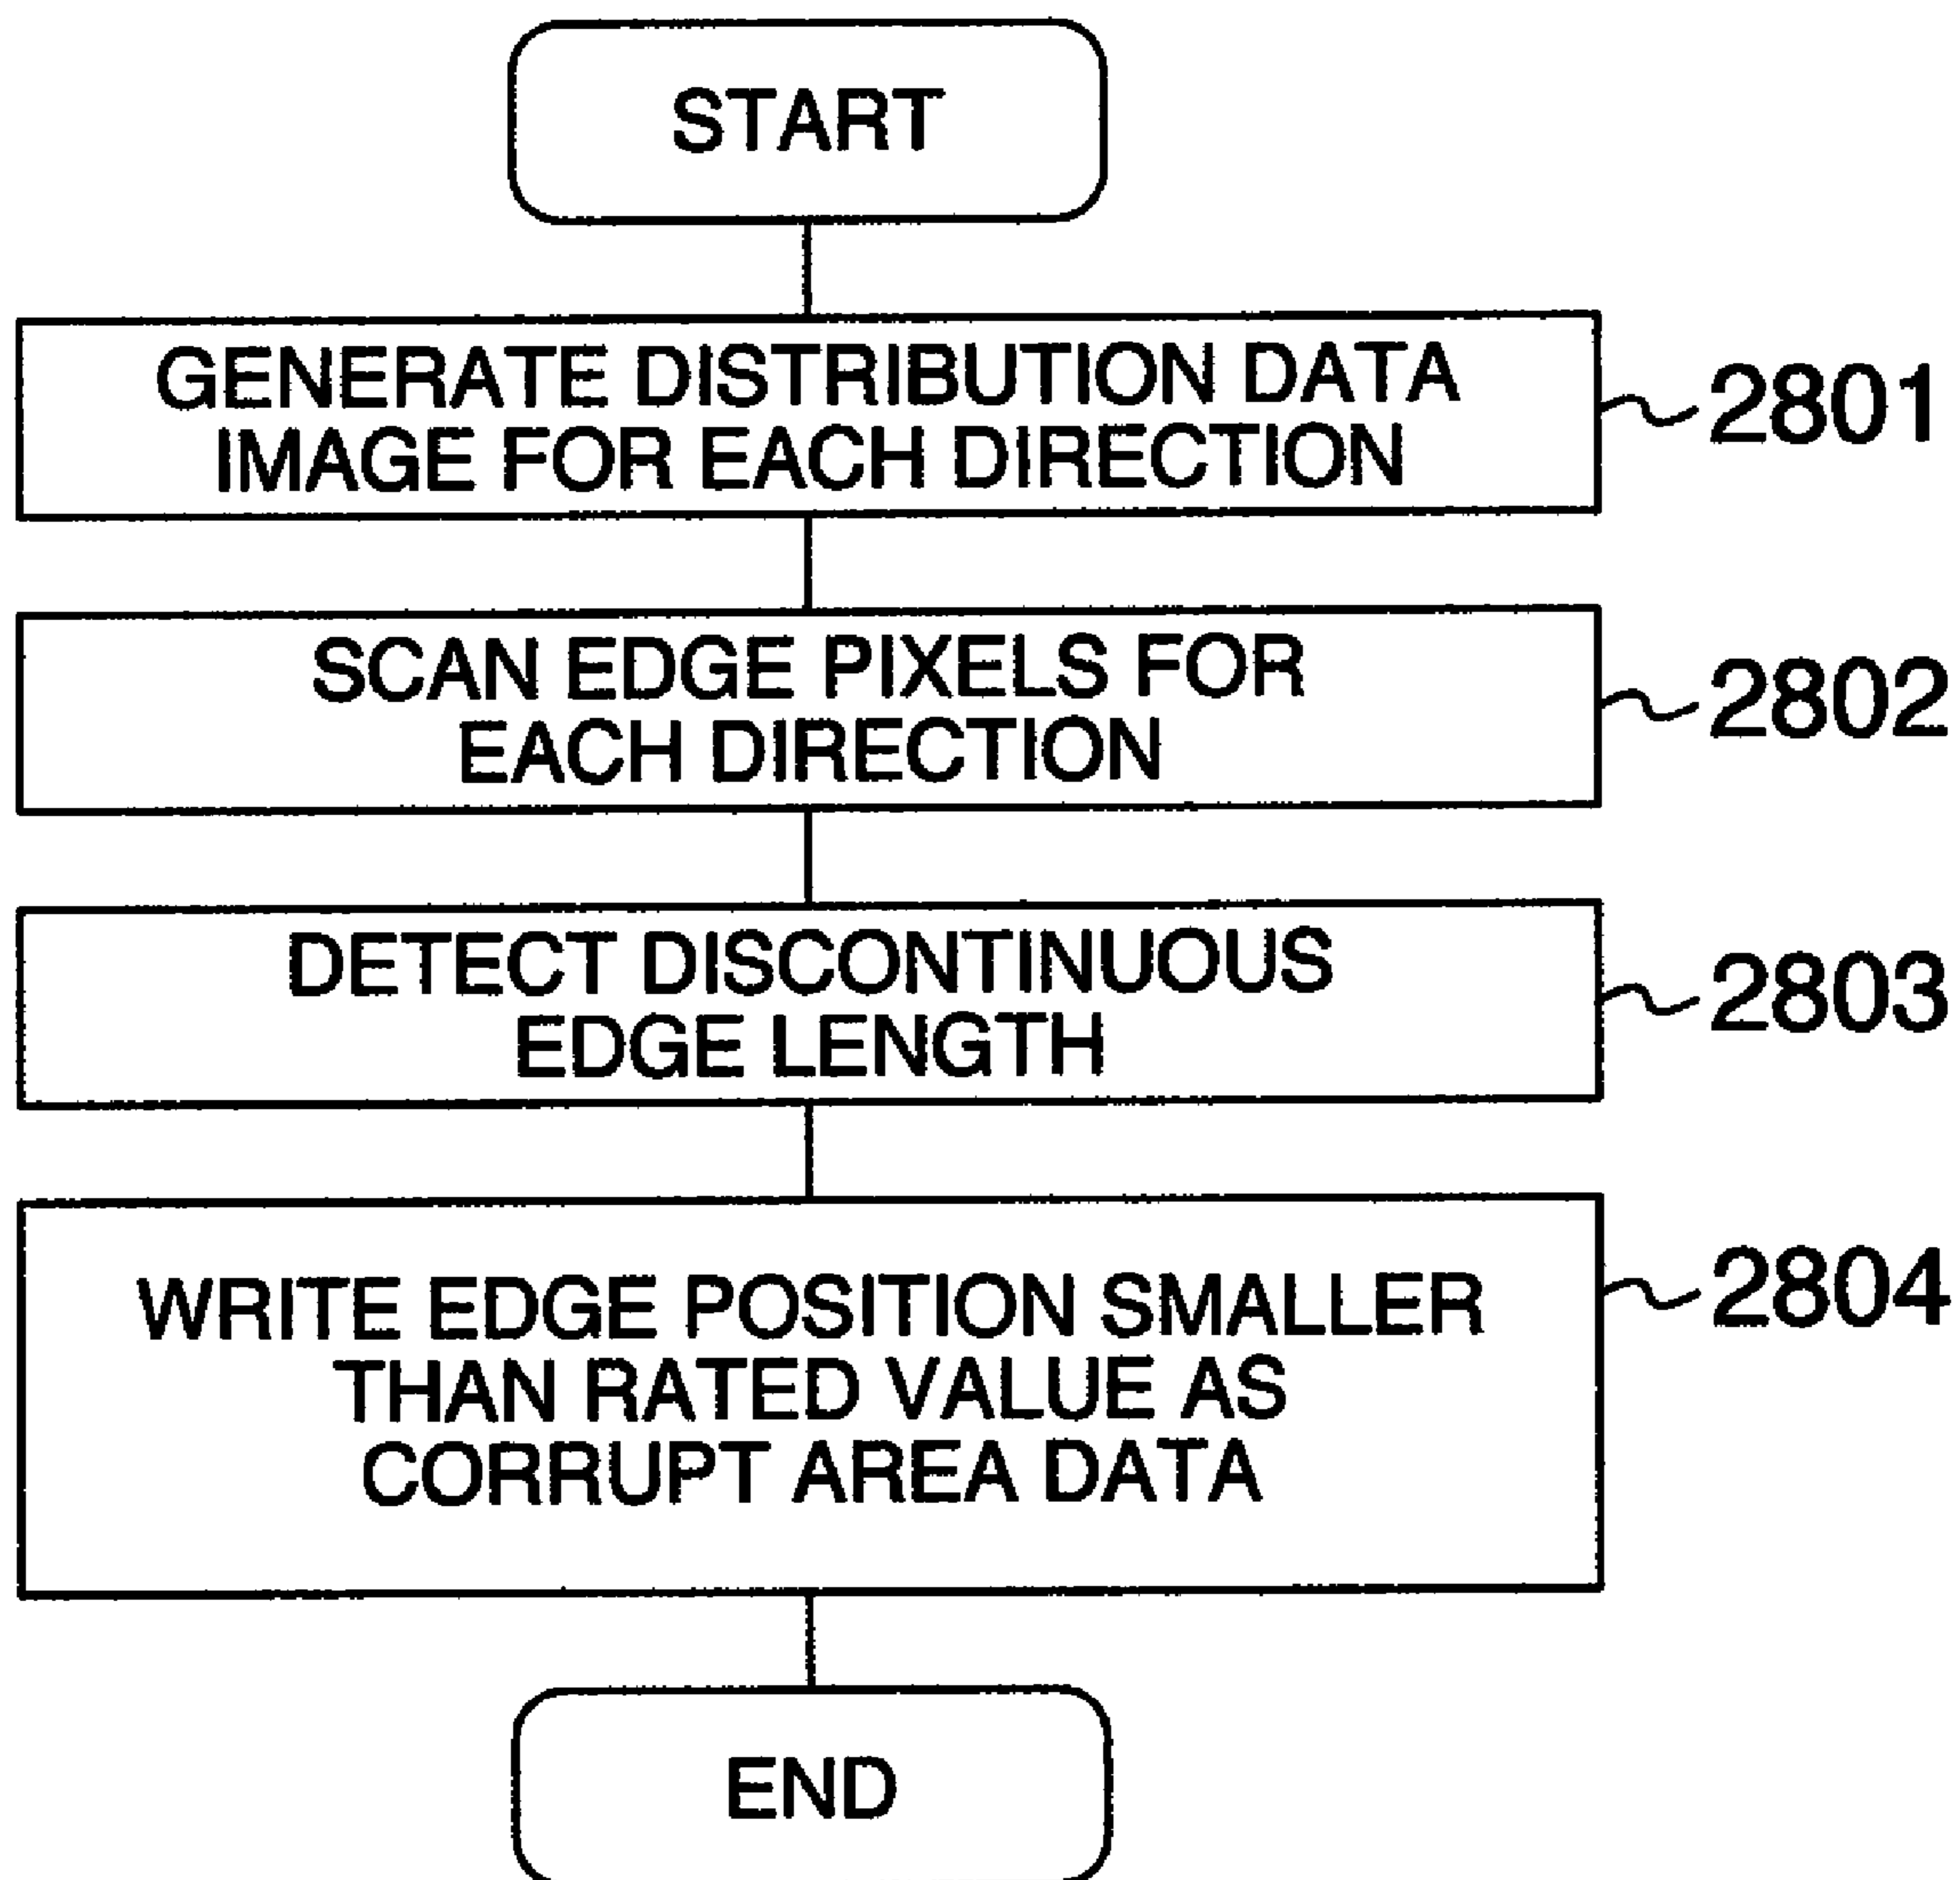 START
GENERATE DISTRIBUTION DATA
IMAGE FOR EACH DIRECTION
2801
SCAN EDGE PIXELS FOR
EACH DIRECTION
2802
DETECT DISCONTINUOUS
EDGE LENGTH
2803
WRITE EDGE POSITION SMALLER
THAN RATED VALUE AS
CORRUPT AREA DATA
2804
END